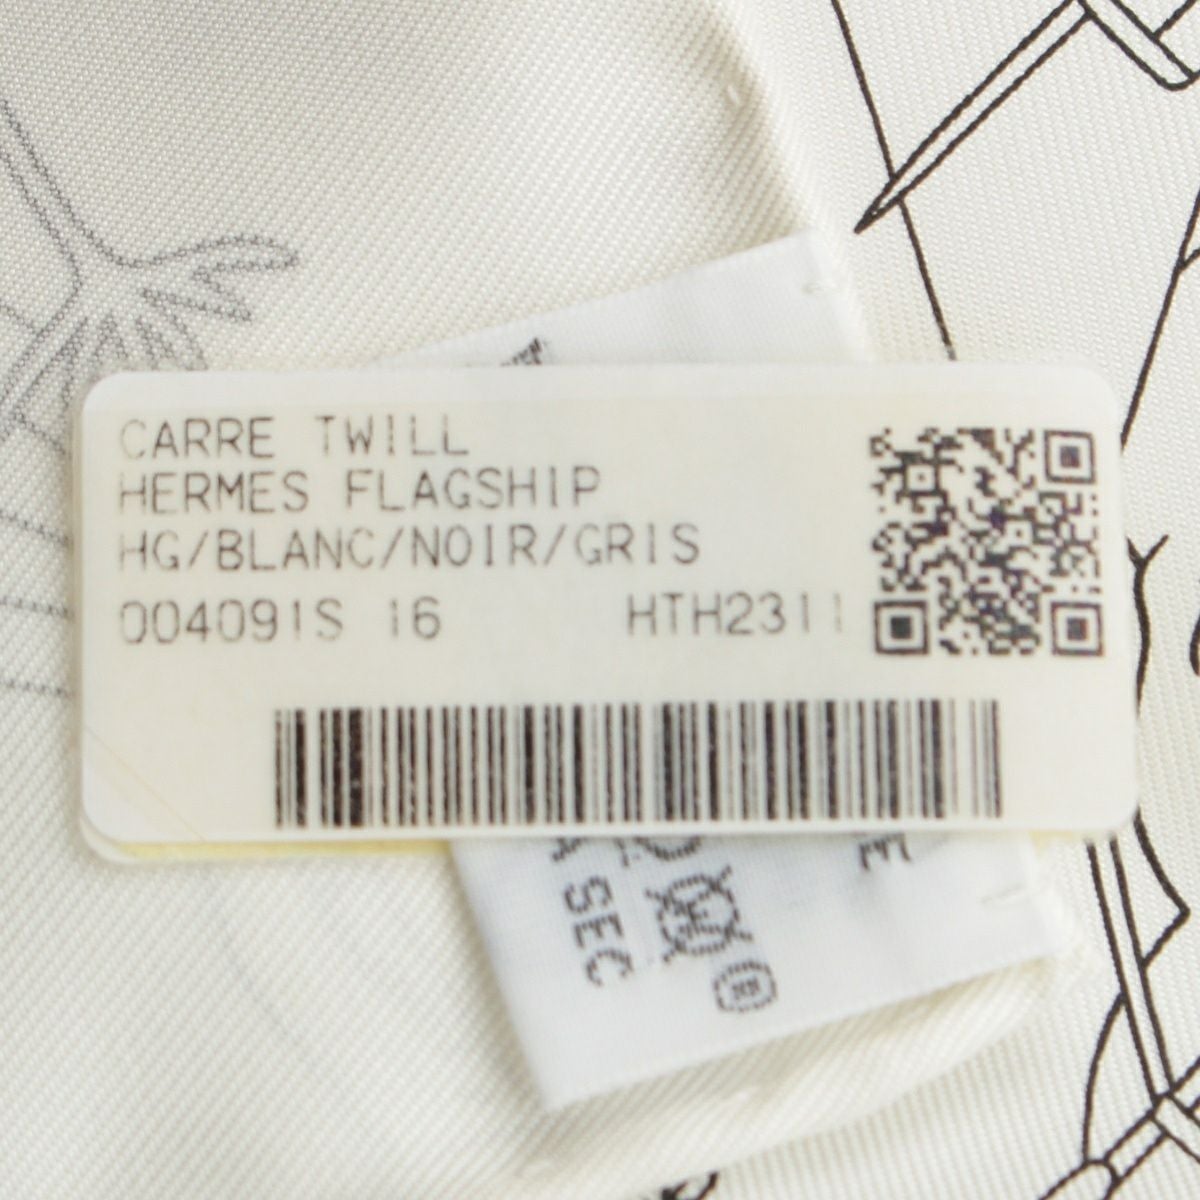 CARRE TWILL
HERMES FLAGSHIP
HG/BLANC/NOIR/GRIS
004091S 16 HTH2311
A SEC